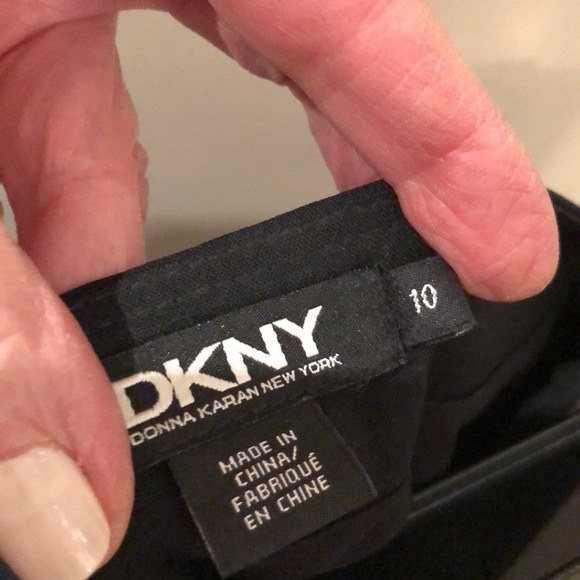 DKNY
10
DONNA KARAN NEW YORK
MADE IN
CHINA/
FABRIQUÉ
EN CHINE